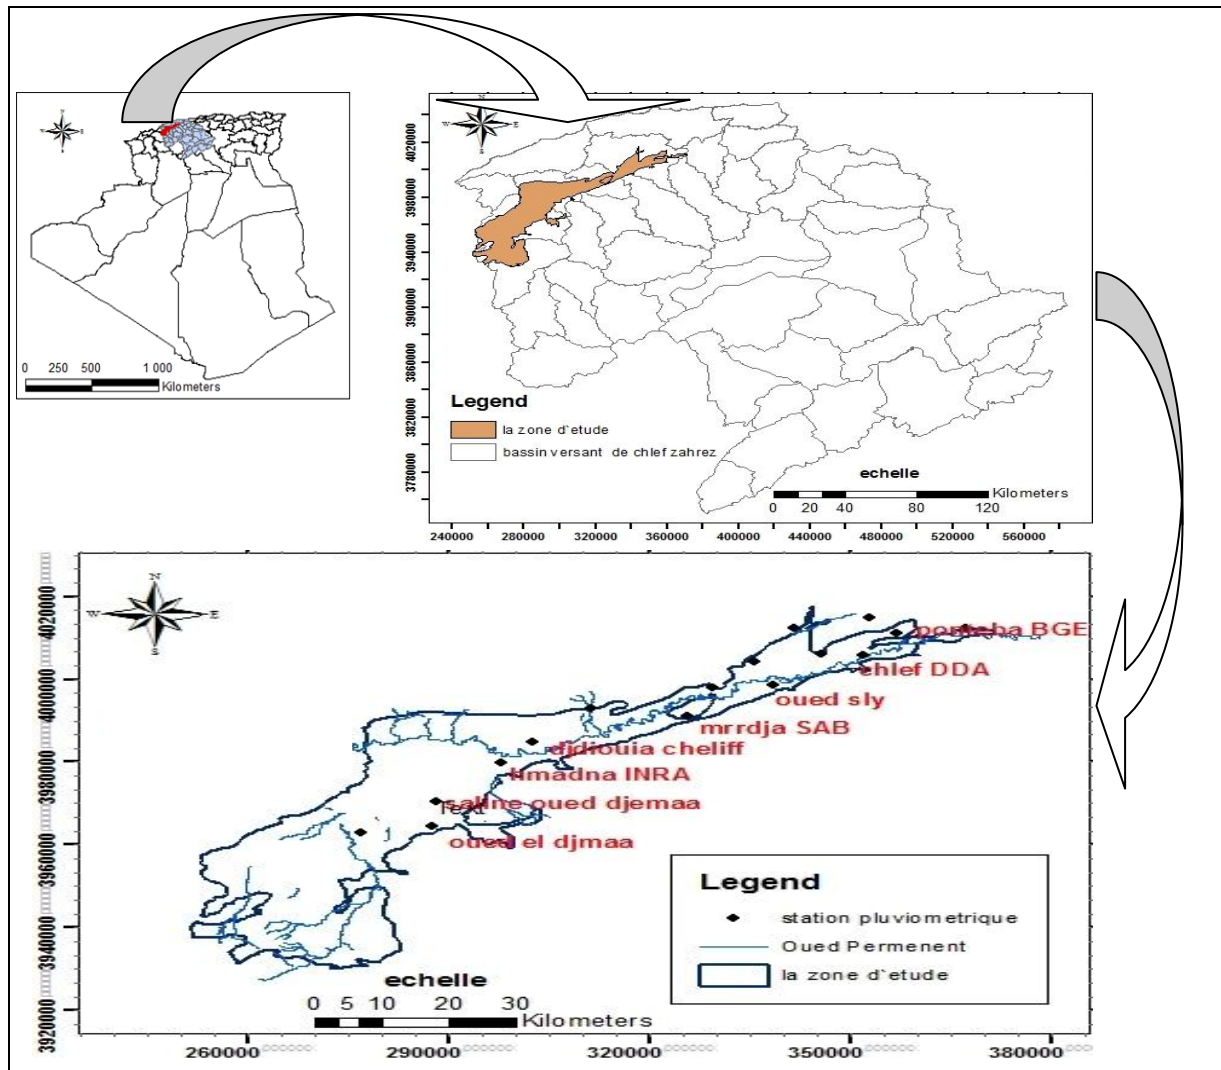 N
W
S
0 250 500 1 000
Kilometers
N
W E
S
4020000
3980000
3940000
3900000
3860000
3820000
3780000
Legend
la zone d`etude
bassin versant de chlef zahrez
echelle
Kilometers
0 20 40 80 120
240000 280000 320000 360000 400000 440000 480000 520000 560000
N
W E
S
4020000
4000000
3980000
3960000
3940000
3920000
ponteba BGE
chlef DDA
oued sly
mrrdja SAB
djdiouia cheliff
hmadna INRA
saline oued djemaa
Text
oued el djmaa
Legend
station pluviometrique
Oued Permenent
la zone d`etude
echelle
0 5 10 20 30
Kilometers
260000 290000 320000 350000 380000